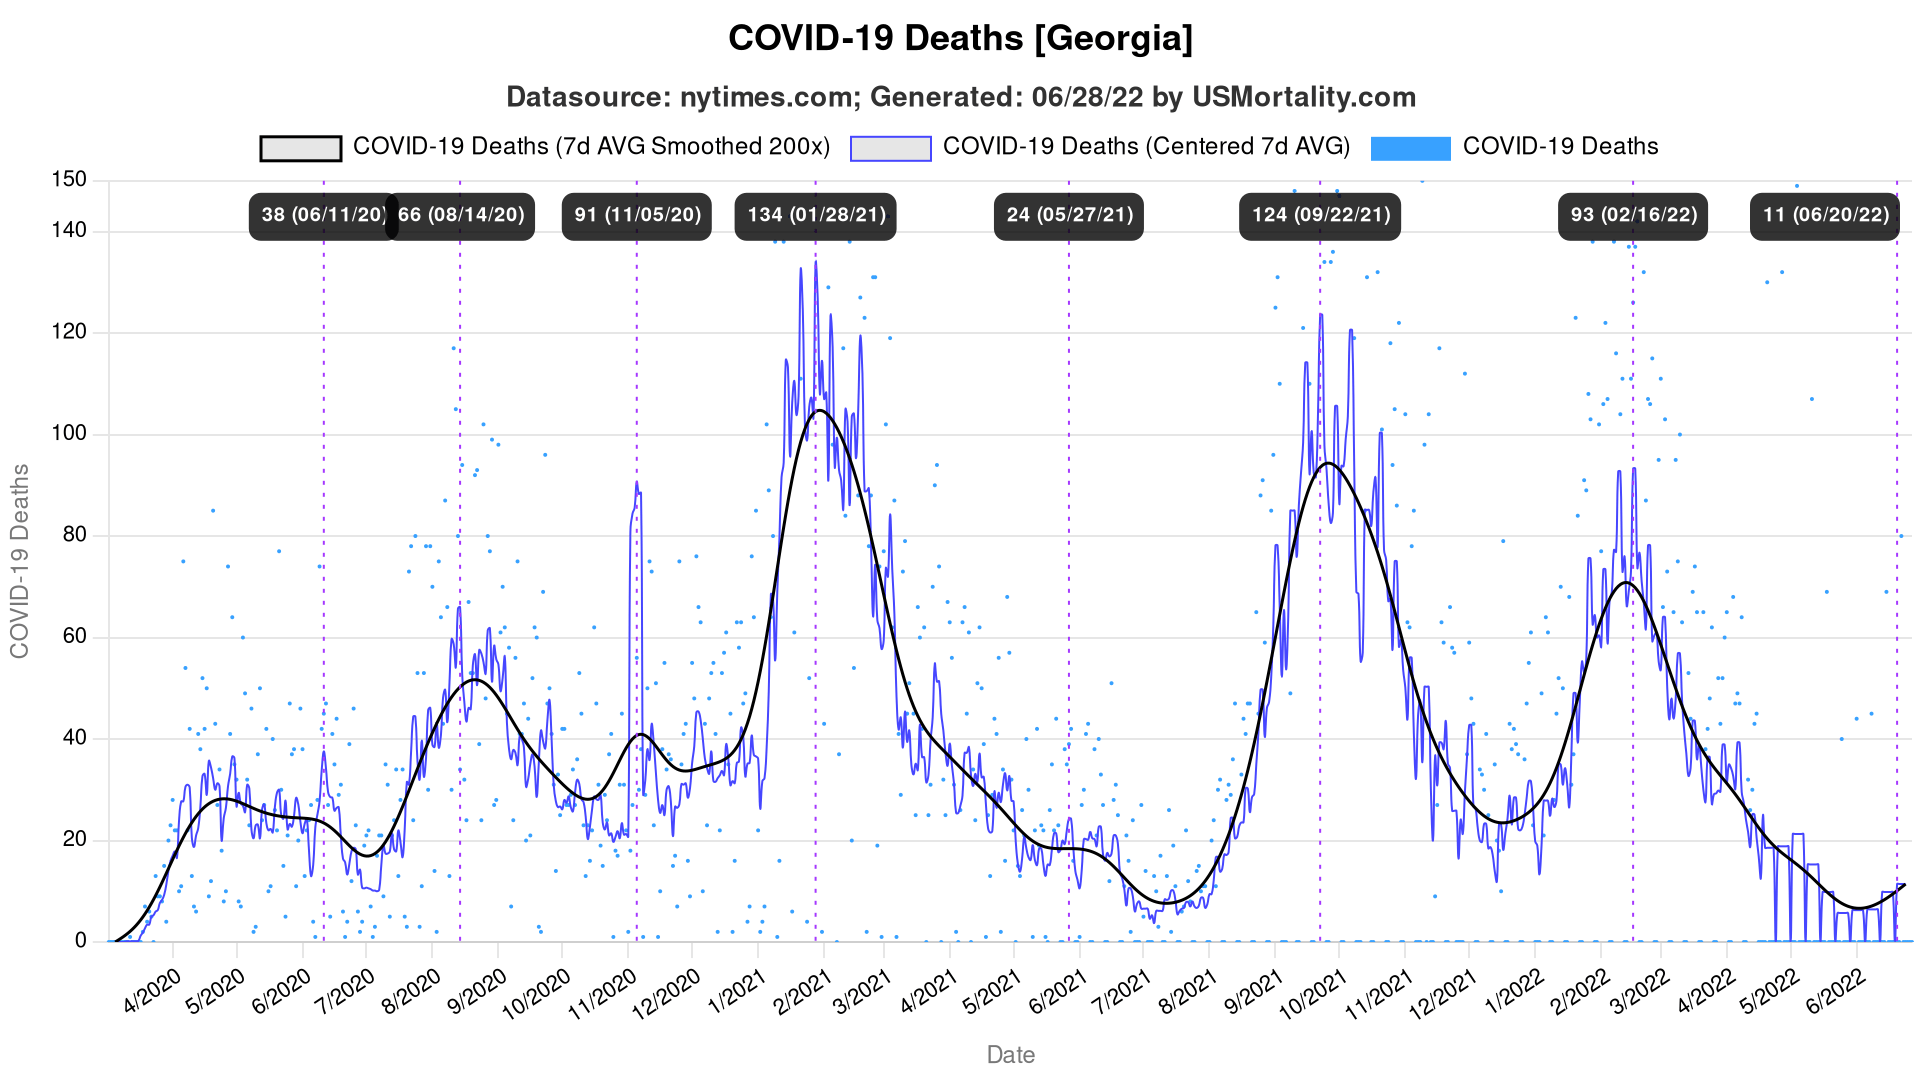 COVID-19 Deaths [Georgia]
Datasource: nytimes.com; Generated: 06/28/22 by USMortality.com
COVID-19 Deaths (7d AVG Smoothed 200x) COVID-19 Deaths (Centered 7d AVG) COVID-19 Deaths
150
38 (06/11/20) 66 (08/14/20) 91 (11/05/20) 134 (01/28/21) 24 (05/27/21) 124 (09/22/21) 93 (02/16/22) 11 (06/20/22)
140
120
100
80
60
40
20
0
COVID-19 Deaths
4/2020 5/2020 6/2020 7/2020 8/2020 9/2020 10/2020 11/2020 12/2020 1/2021 2/2021 3/2021 4/2021 5/2021 6/2021 7/2021 8/2021 9/2021 10/2021 11/2021 12/2021 1/2022 2/2022 3/2022 4/2022 5/2022 6/2022
Date